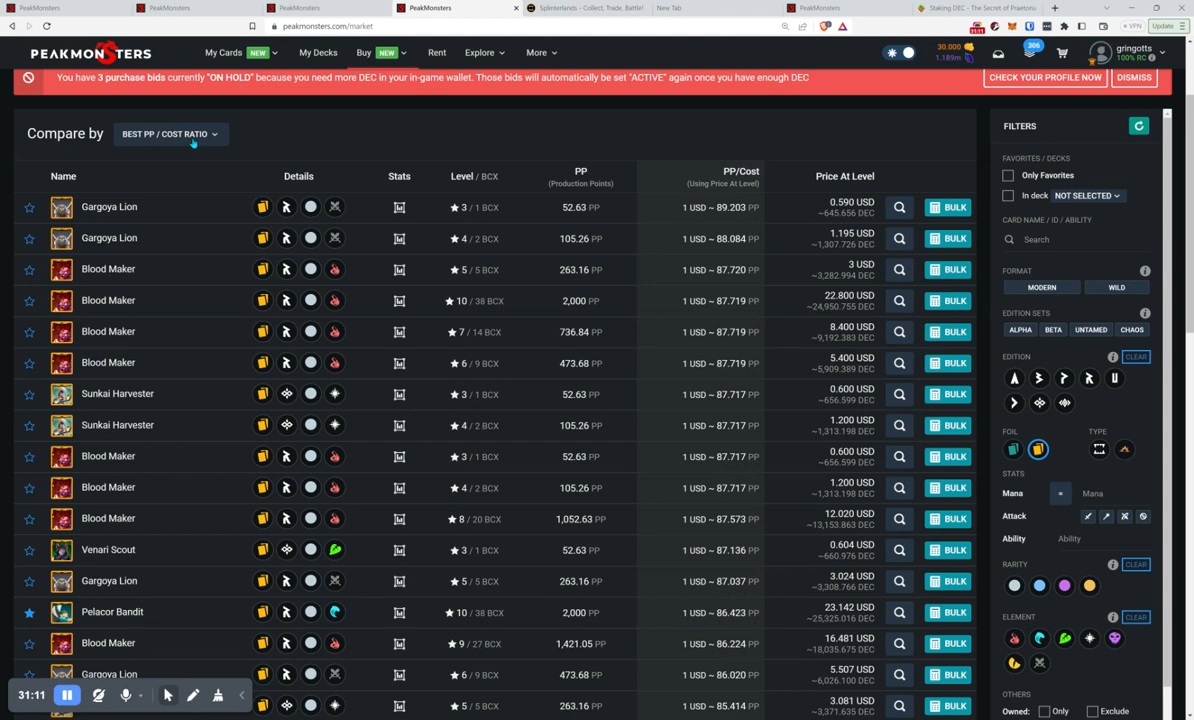 PeakMonsters
PeakMonsters
PeakMonsters
PeakMonsters
Splinterlands - Collect, Trade, Battle!
New Tab
PeakMonsters
Staking DEC - The Secret of Praetoru
peakmonsters.com/market
VPN
Update
PEAKMONSTERS
My Cards NEW
My Decks
Buy NEW
Rent
Explore
More
30.000
1.189m
306
gringotts
100% RC
You have 3 purchase bids currently "ON HOLD" because you need more DEC in your in-game wallet. Those bids will automatically be set "ACTIVE" again once you have enough DEC
CHECK YOUR PROFILE NOW
DISMISS
Compare by BEST PP / COST RATIO
Name Details Stats Level / BCX PP (Production Points) PP/Cost (Using Price At Level) Price At Level
Gargoya Lion 3 / 1 BCX 52.63 PP 1 USD ~ 89.203 PP 0.590 USD ~645.656 DEC BULK
Gargoya Lion 4 / 2 BCX 105.26 PP 1 USD ~ 88.084 PP 1.195 USD ~1,307.726 DEC BULK
Blood Maker 5 / 5 BCX 263.16 PP 1 USD ~ 87.720 PP 3 USD ~3,282.994 DEC BULK
Blood Maker 10 / 38 BCX 2,000 PP 1 USD ~ 87.719 PP 22.800 USD ~24,950.755 DEC BULK
Blood Maker 7 / 14 BCX 736.84 PP 1 USD ~ 87.719 PP 8.400 USD ~9,192.383 DEC BULK
Blood Maker 6 / 9 BCX 473.68 PP 1 USD ~ 87.719 PP 5.400 USD ~5,909.389 DEC BULK
Sunkai Harvester 3 / 1 BCX 52.63 PP 1 USD ~ 87.717 PP 0.600 USD ~656.599 DEC BULK
Sunkai Harvester 4 / 2 BCX 105.26 PP 1 USD ~ 87.717 PP 1.200 USD ~1,313.198 DEC BULK
Blood Maker 3 / 1 BCX 52.63 PP 1 USD ~ 87.717 PP 0.600 USD ~656.599 DEC BULK
Blood Maker 4 / 2 BCX 105.26 PP 1 USD ~ 87.717 PP 1.200 USD ~1,313.198 DEC BULK
Blood Maker 8 / 20 BCX 1,052.63 PP 1 USD ~ 87.573 PP 12.020 USD ~13,153.863 DEC BULK
Venari Scout 3 / 1 BCX 52.63 PP 1 USD ~ 87.136 PP 0.604 USD ~660.976 DEC BULK
Gargoya Lion 5 / 5 BCX 263.16 PP 1 USD ~ 87.037 PP 3.024 USD ~3,308.766 DEC BULK
Pelacor Bandit 10 / 38 BCX 2,000 PP 1 USD ~ 86.423 PP 23.142 USD ~25,325.016 DEC BULK
Blood Maker 9 / 27 BCX 1,421.05 PP 1 USD ~ 86.224 PP 16.481 USD ~18,035.675 DEC BULK
Gargoya Lion 6 / 9 BCX 473.68 PP 1 USD ~ 86.020 PP 5.507 USD ~6,026.100 DEC BULK
5 / 5 BCX 263.16 PP 1 USD ~ 85.414 PP 3.081 USD ~3,371.635 DEC BULK
31:11
FILTERS
FAVORITES / DECKS
Only Favorites
In deck NOT SELECTED
CARD NAME / ID / ABILITY
Search
FORMAT
MODERN WILD
EDITION SETS
ALPHA BETA UNTAMED CHAOS
EDITION CLEAR
FOIL TYPE
STATS
Mana = Mana
Attack
Ability Ability
RARITY CLEAR
ELEMENT CLEAR
OTHERS
Owned: Only Exclude